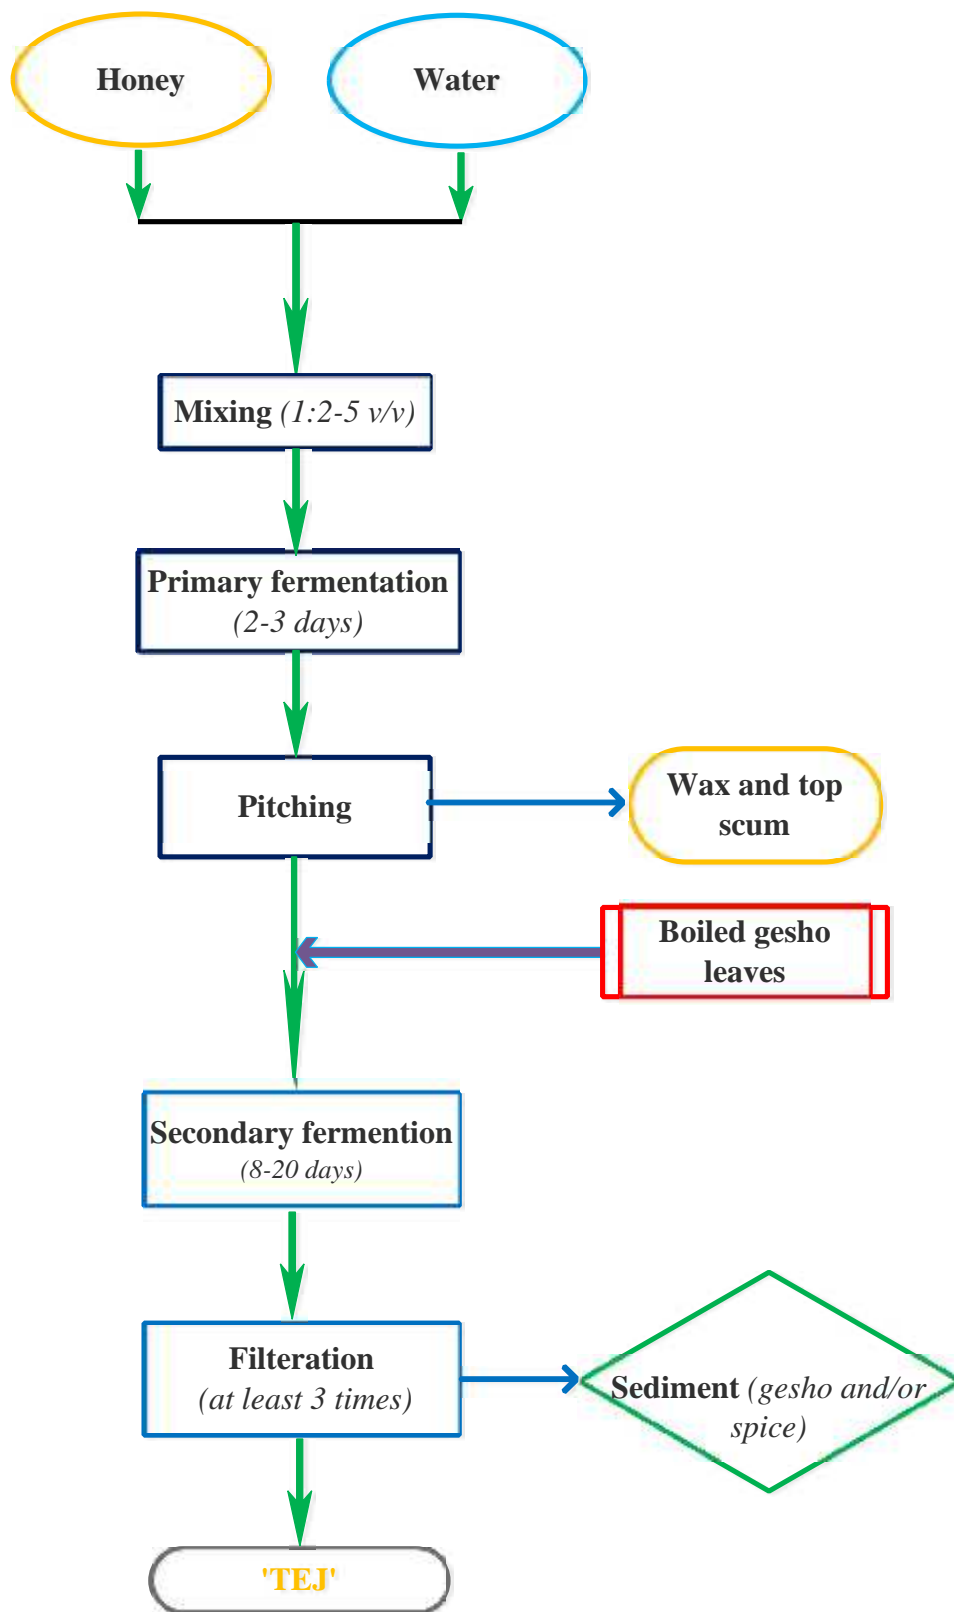 Honey
Water
Mixing (1:2-5 v/v)
Primary fermentation
(2-3 days)
Pitching
Wax and top
scum
Boiled gesho
leaves
Secondary fermention
(8-20 days)
Filteration
(at least 3 times)
Sediment (gesho and/or
spice)
'TEJ'